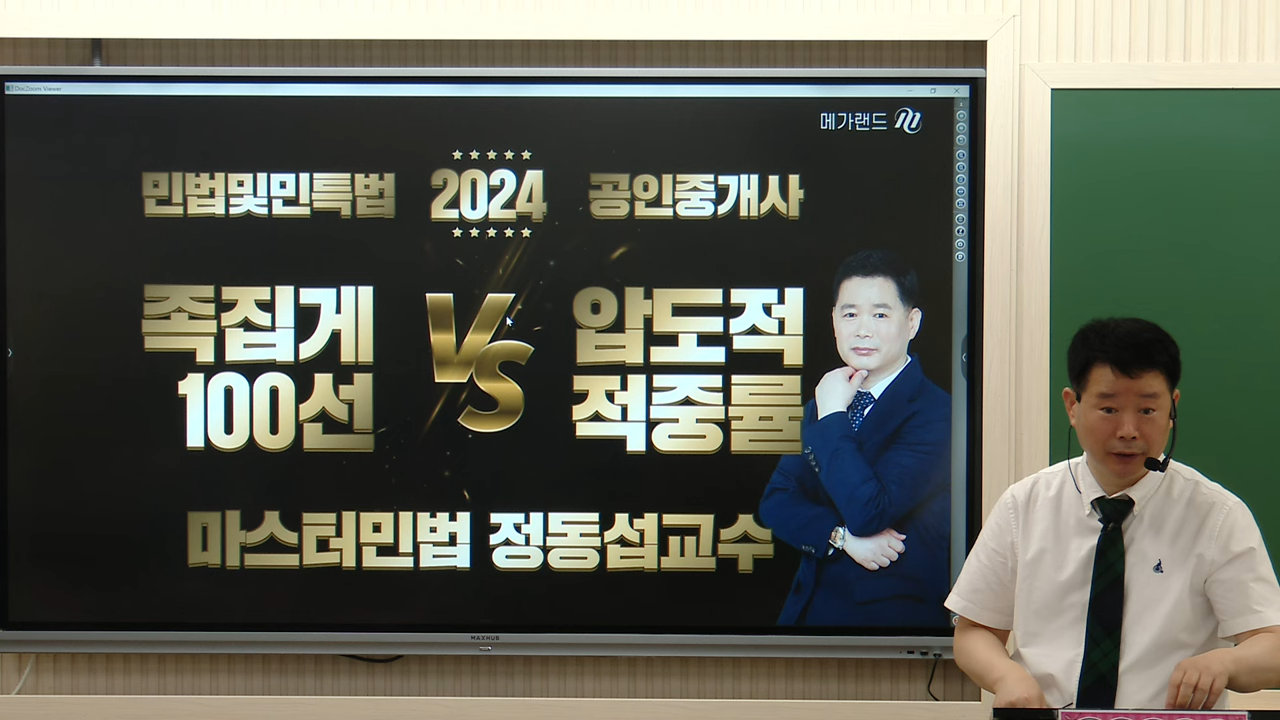 DocZoom Viewer
메가랜드
민법및민특법 2024 공인중개사
족집게 VS 압도적
100선 적중률
마스터민법 정동섭교수
MAXHUB